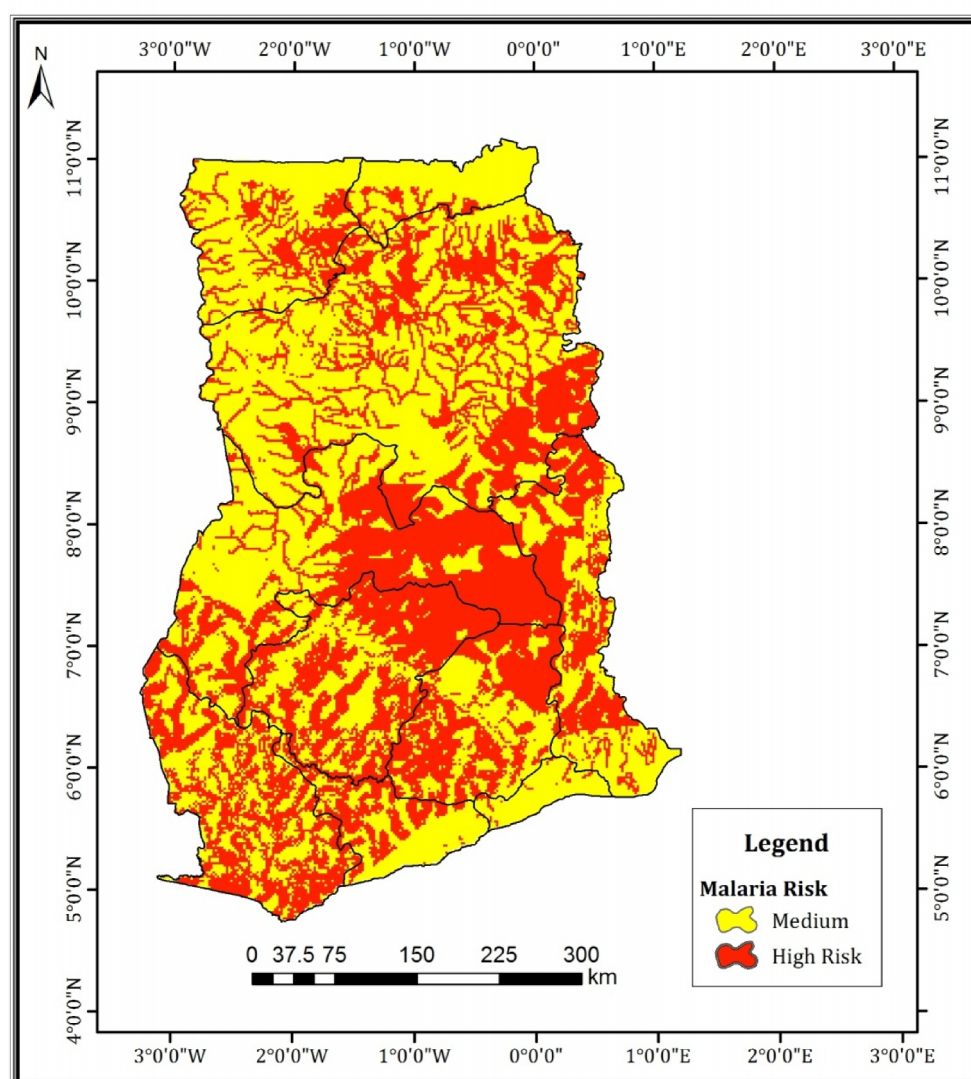 3°0'0"W 2°0'0"W 1°0'0"W 0°0'0" 1°0'0"E 2°0'0"E 3°0'0"E
N
11°0'0"N 11°0'0"N
10°0'0"N 10°0'0"N
9°0'0"N 9°0'0"N
8°0'0"N 8°0'0"N
7°0'0"N 7°0'0"N
6°0'0"N 6°0'0"N
5°0'0"N 5°0'0"N
4°0'0"N 4°0'0"N
Legend
Malaria Risk
Medium
High Risk
0 37.5 75 150 225 300
km
3°0'0"W 2°0'0"W 1°0'0"W 0°0'0" 1°0'0"E 2°0'0"E 3°0'0"E